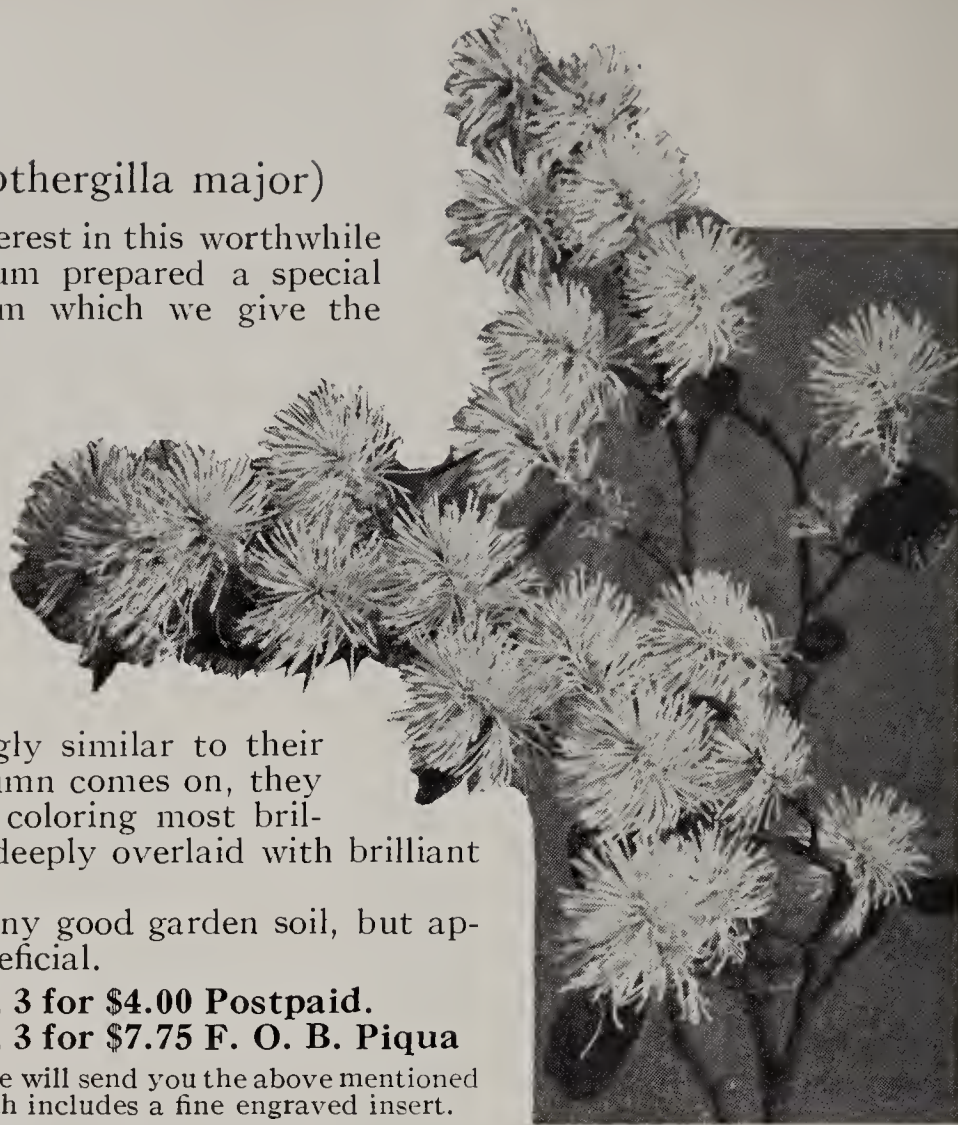 othergilla major)
erest in this worthwhile
um prepared a special
m which we give the
gly similar to their
mn comes on, they
coloring most bril-
deeply overlaid with brilliant
ny good garden soil, but ap-
eficial.
. 3 for $4.00 Postpaid.
. 3 for $7.75 F. O. B. Piqua
e will send you the above mentioned
h includes a fine engraved insert.